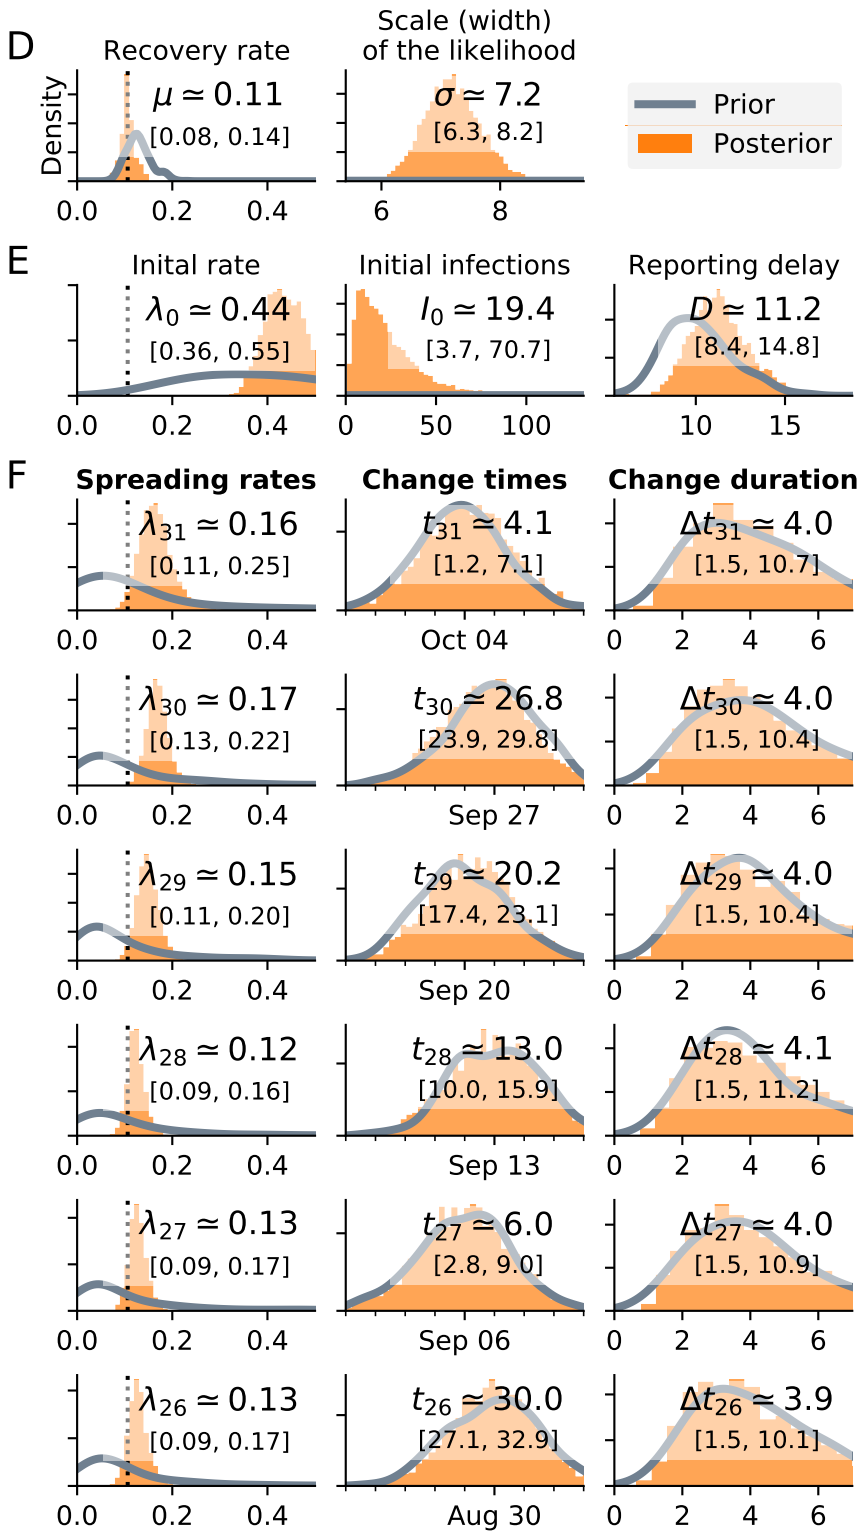 D
Recovery rate
Scale (width)
of the likelihood
Density
μ ≃ 0.11
[0.08, 0.14]
0.0 0.2 0.4
σ ≃ 7.2
[6.3, 8.2]
6 8
Prior
Posterior
E
Inital rate
Initial infections
Reporting delay
λ₀ ≃ 0.44
[0.36, 0.55]
0.0 0.2 0.4
I₀ ≃ 19.4
[3.7, 70.7]
0 50 100
D ≃ 11.2
[8.4, 14.8]
10 15
F
Spreading rates
Change times
Change duration
λ₃₁ ≃ 0.16
[0.11, 0.25]
0.0 0.2 0.4
t₃₁ ≃ 4.1
[1.2, 7.1]
Oct 04
Δt₃₁ ≃ 4.0
[1.5, 10.7]
0 2 4 6
λ₃₀ ≃ 0.17
[0.13, 0.22]
0.0 0.2 0.4
t₃₀ ≃ 26.8
[23.9, 29.8]
Sep 27
Δt₃₀ ≃ 4.0
[1.5, 10.4]
0 2 4 6
λ₂₉ ≃ 0.15
[0.11, 0.20]
0.0 0.2 0.4
t₂₉ ≃ 20.2
[17.4, 23.1]
Sep 20
Δt₂₉ ≃ 4.0
[1.5, 10.4]
0 2 4 6
λ₂₈ ≃ 0.12
[0.09, 0.16]
0.0 0.2 0.4
t₂₈ ≃ 13.0
[10.0, 15.9]
Sep 13
Δt₂₈ ≃ 4.1
[1.5, 11.2]
0 2 4 6
λ₂₇ ≃ 0.13
[0.09, 0.17]
0.0 0.2 0.4
t₂₇ ≃ 6.0
[2.8, 9.0]
Sep 06
Δt₂₇ ≃ 4.0
[1.5, 10.9]
0 2 4 6
λ₂₆ ≃ 0.13
[0.09, 0.17]
0.0 0.2 0.4
t₂₆ ≃ 30.0
[27.1, 32.9]
Aug 30
Δt₂₆ ≃ 3.9
[1.5, 10.1]
0 2 4 6